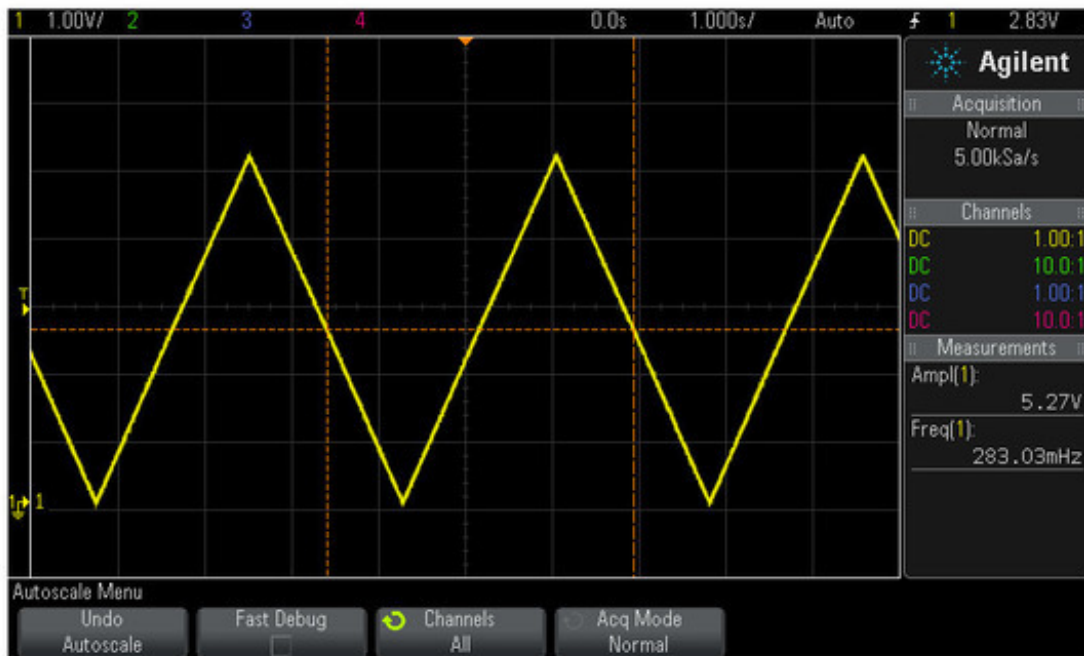 1 1.00V/ 2 3 4 0.0s 1.000s/ Auto 1 2.83V
Agilent
Acquisition
Normal
5.00kSa/s
Channels
DC 1.00:1
DC 10.0:1
DC 1.00:1
DC 10.0:1
Measurements
Ampl(1):
5.27V
Freq(1):
283.03mHz
T
1 1
Autoscale Menu
Undo
Autoscale
Fast Debug
Channels
All
Acq Mode
Normal